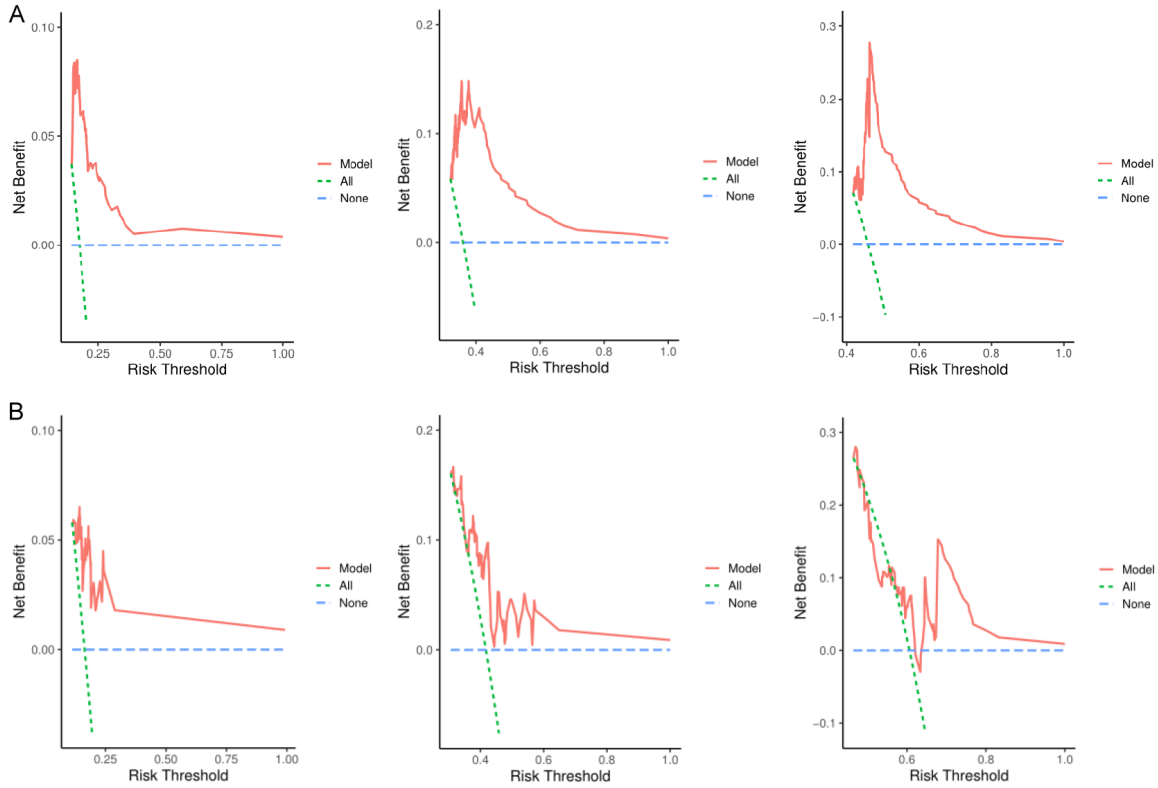 A
0.10
0.05
0.00
Net Benefit
0.25
0.50
0.75
1.00
Risk Threshold
Model
All
None
0.2
0.1
0.0
Net Benefit
0.4
0.6
0.8
1.0
Risk Threshold
Model
All
None
0.3
0.2
0.1
0.0
−0.1
Net Benefit
0.4
0.6
0.8
1.0
Risk Threshold
Model
All
None
B
0.10
0.05
0.00
Net Benefit
0.25
0.50
0.75
1.00
Risk Threshold
Model
All
None
0.2
0.1
0.0
Net Benefit
0.4
0.6
0.8
1.0
Risk Threshold
Model
All
None
0.3
0.2
0.1
0.0
−0.1
Net Benefit
0.6
0.8
1.0
Risk Threshold
Model
All
None